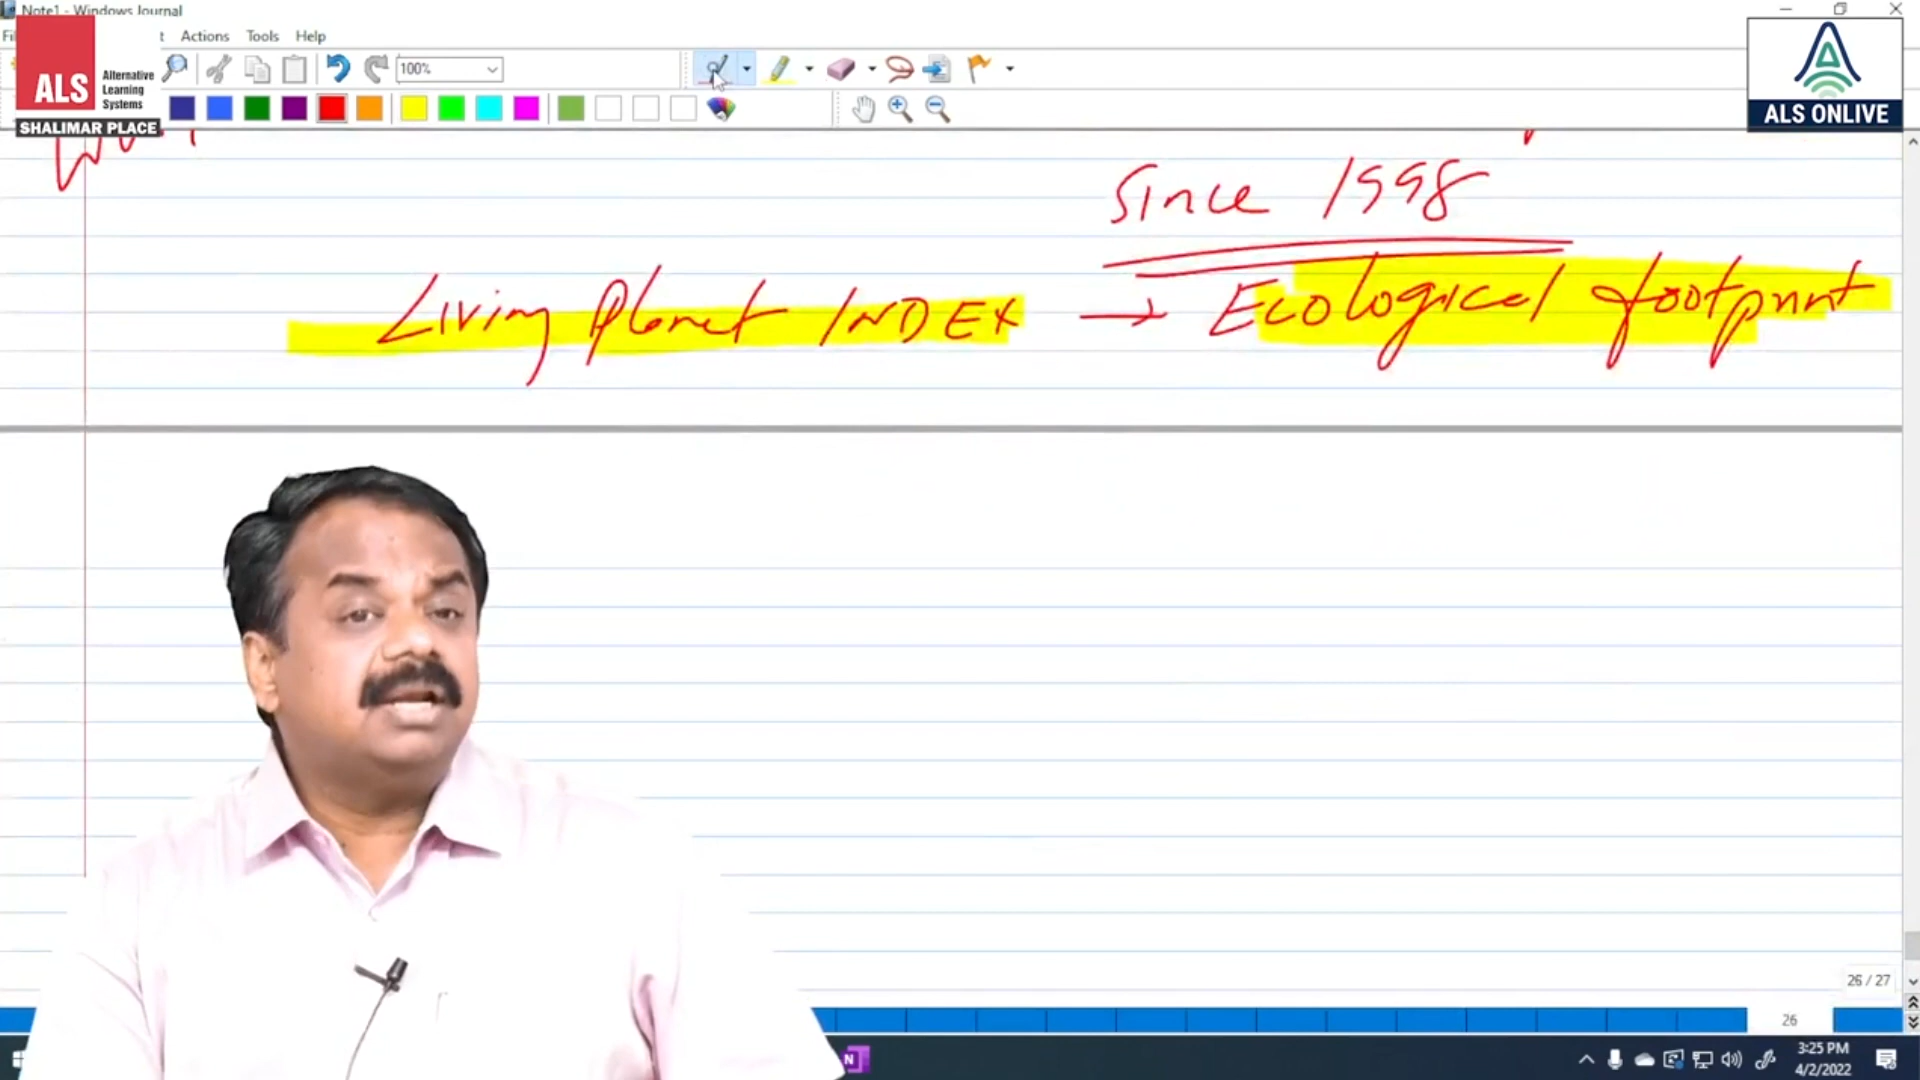 Note1 - Windows Journal
Actions Tools Help
100%
ALS
Alternative
Learning
Systems
SHALIMAR PLACE
ALS ONLIVE
Since 1998
Living Planet INDEX → Ecological footprint
26 / 27
26
N
3:25 PM
4/2/2022